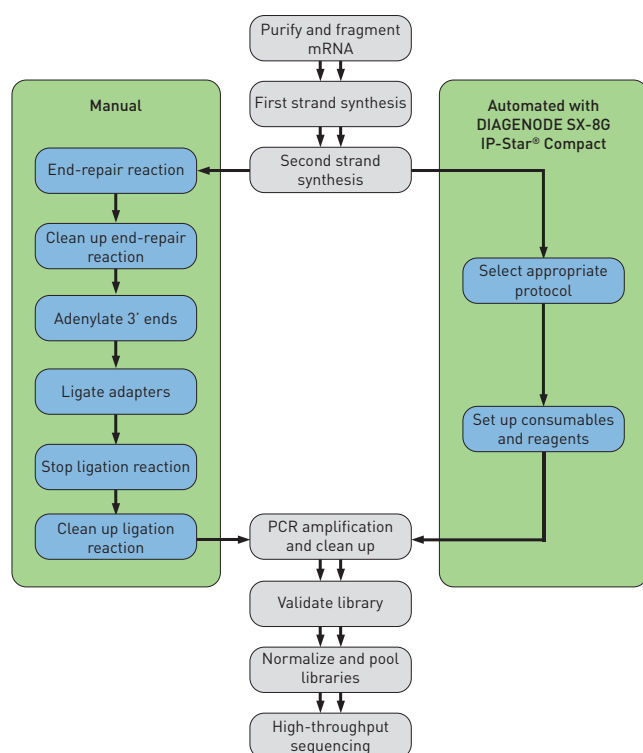 Purify and fragment
mRNA
First strand synthesis
Second strand
synthesis
Manual
End-repair reaction
Clean up end-repair
reaction
Adenylate 3’ ends
Ligate adapters
Stop ligation reaction
Clean up ligation
reaction
Automated with
DIAGENODE SX-8G
IP-Star® Compact
Select appropriate
protocol
Set up consumables
and reagents
PCR amplification
and clean up
Validate library
Normalize and pool
libraries
High-throughput
sequencing